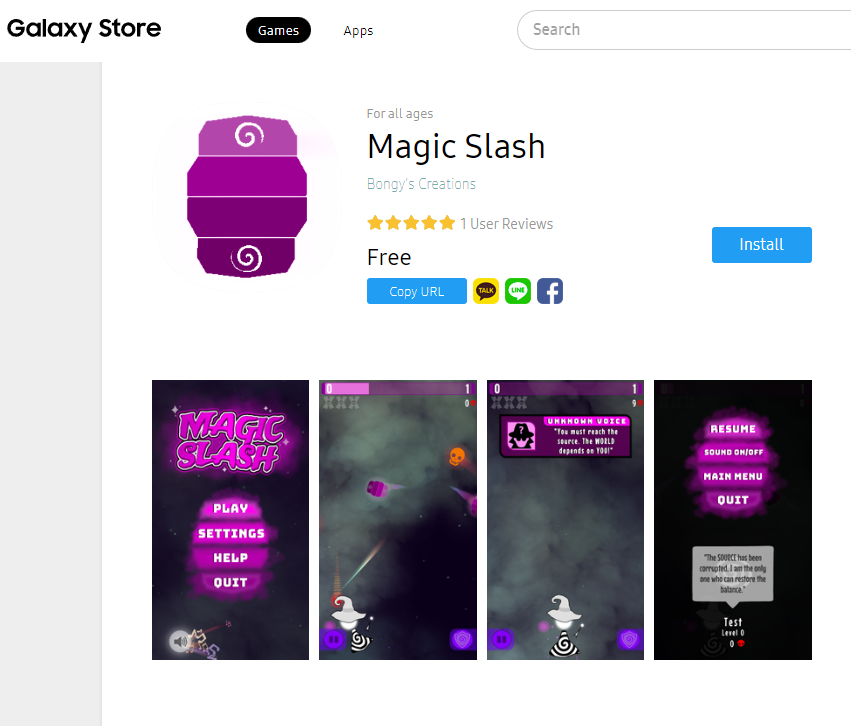 Galaxy Store
Games
Apps
Search
For all ages
Magic Slash
Bongy's Creations
1 User Reviews
Free
Install
Copy URL
TALK
LINE
MAGIC
SLASH
PLAY
SETTINGS
HELP
QUIT
0 1
0
0 1
9
UNKNOWN VOICE
"You must reach the
source. The WORLD
depends on YOU!"
RESUME
SOUND ON/OFF
MAIN MENU
QUIT
"The SOURCE has been
corrupted. I am the only
one who can restore the
balance."
Test
Level 0
0